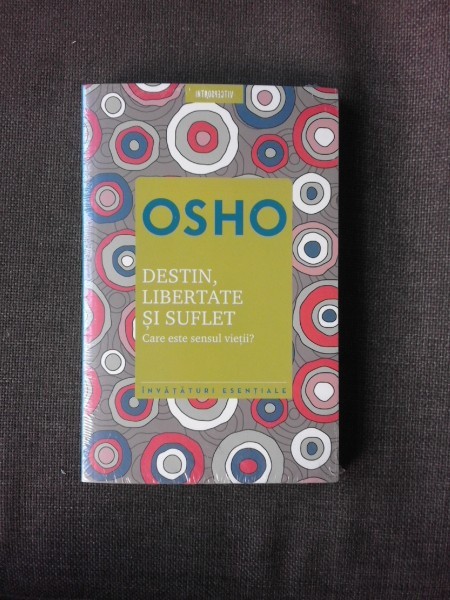 INTROSPECTIV
OSHO
DESTIN,
LIBERTATE
ȘI SUFLET
Care este sensul vieții?
ÎNVĂȚĂTURI ESENȚIALE